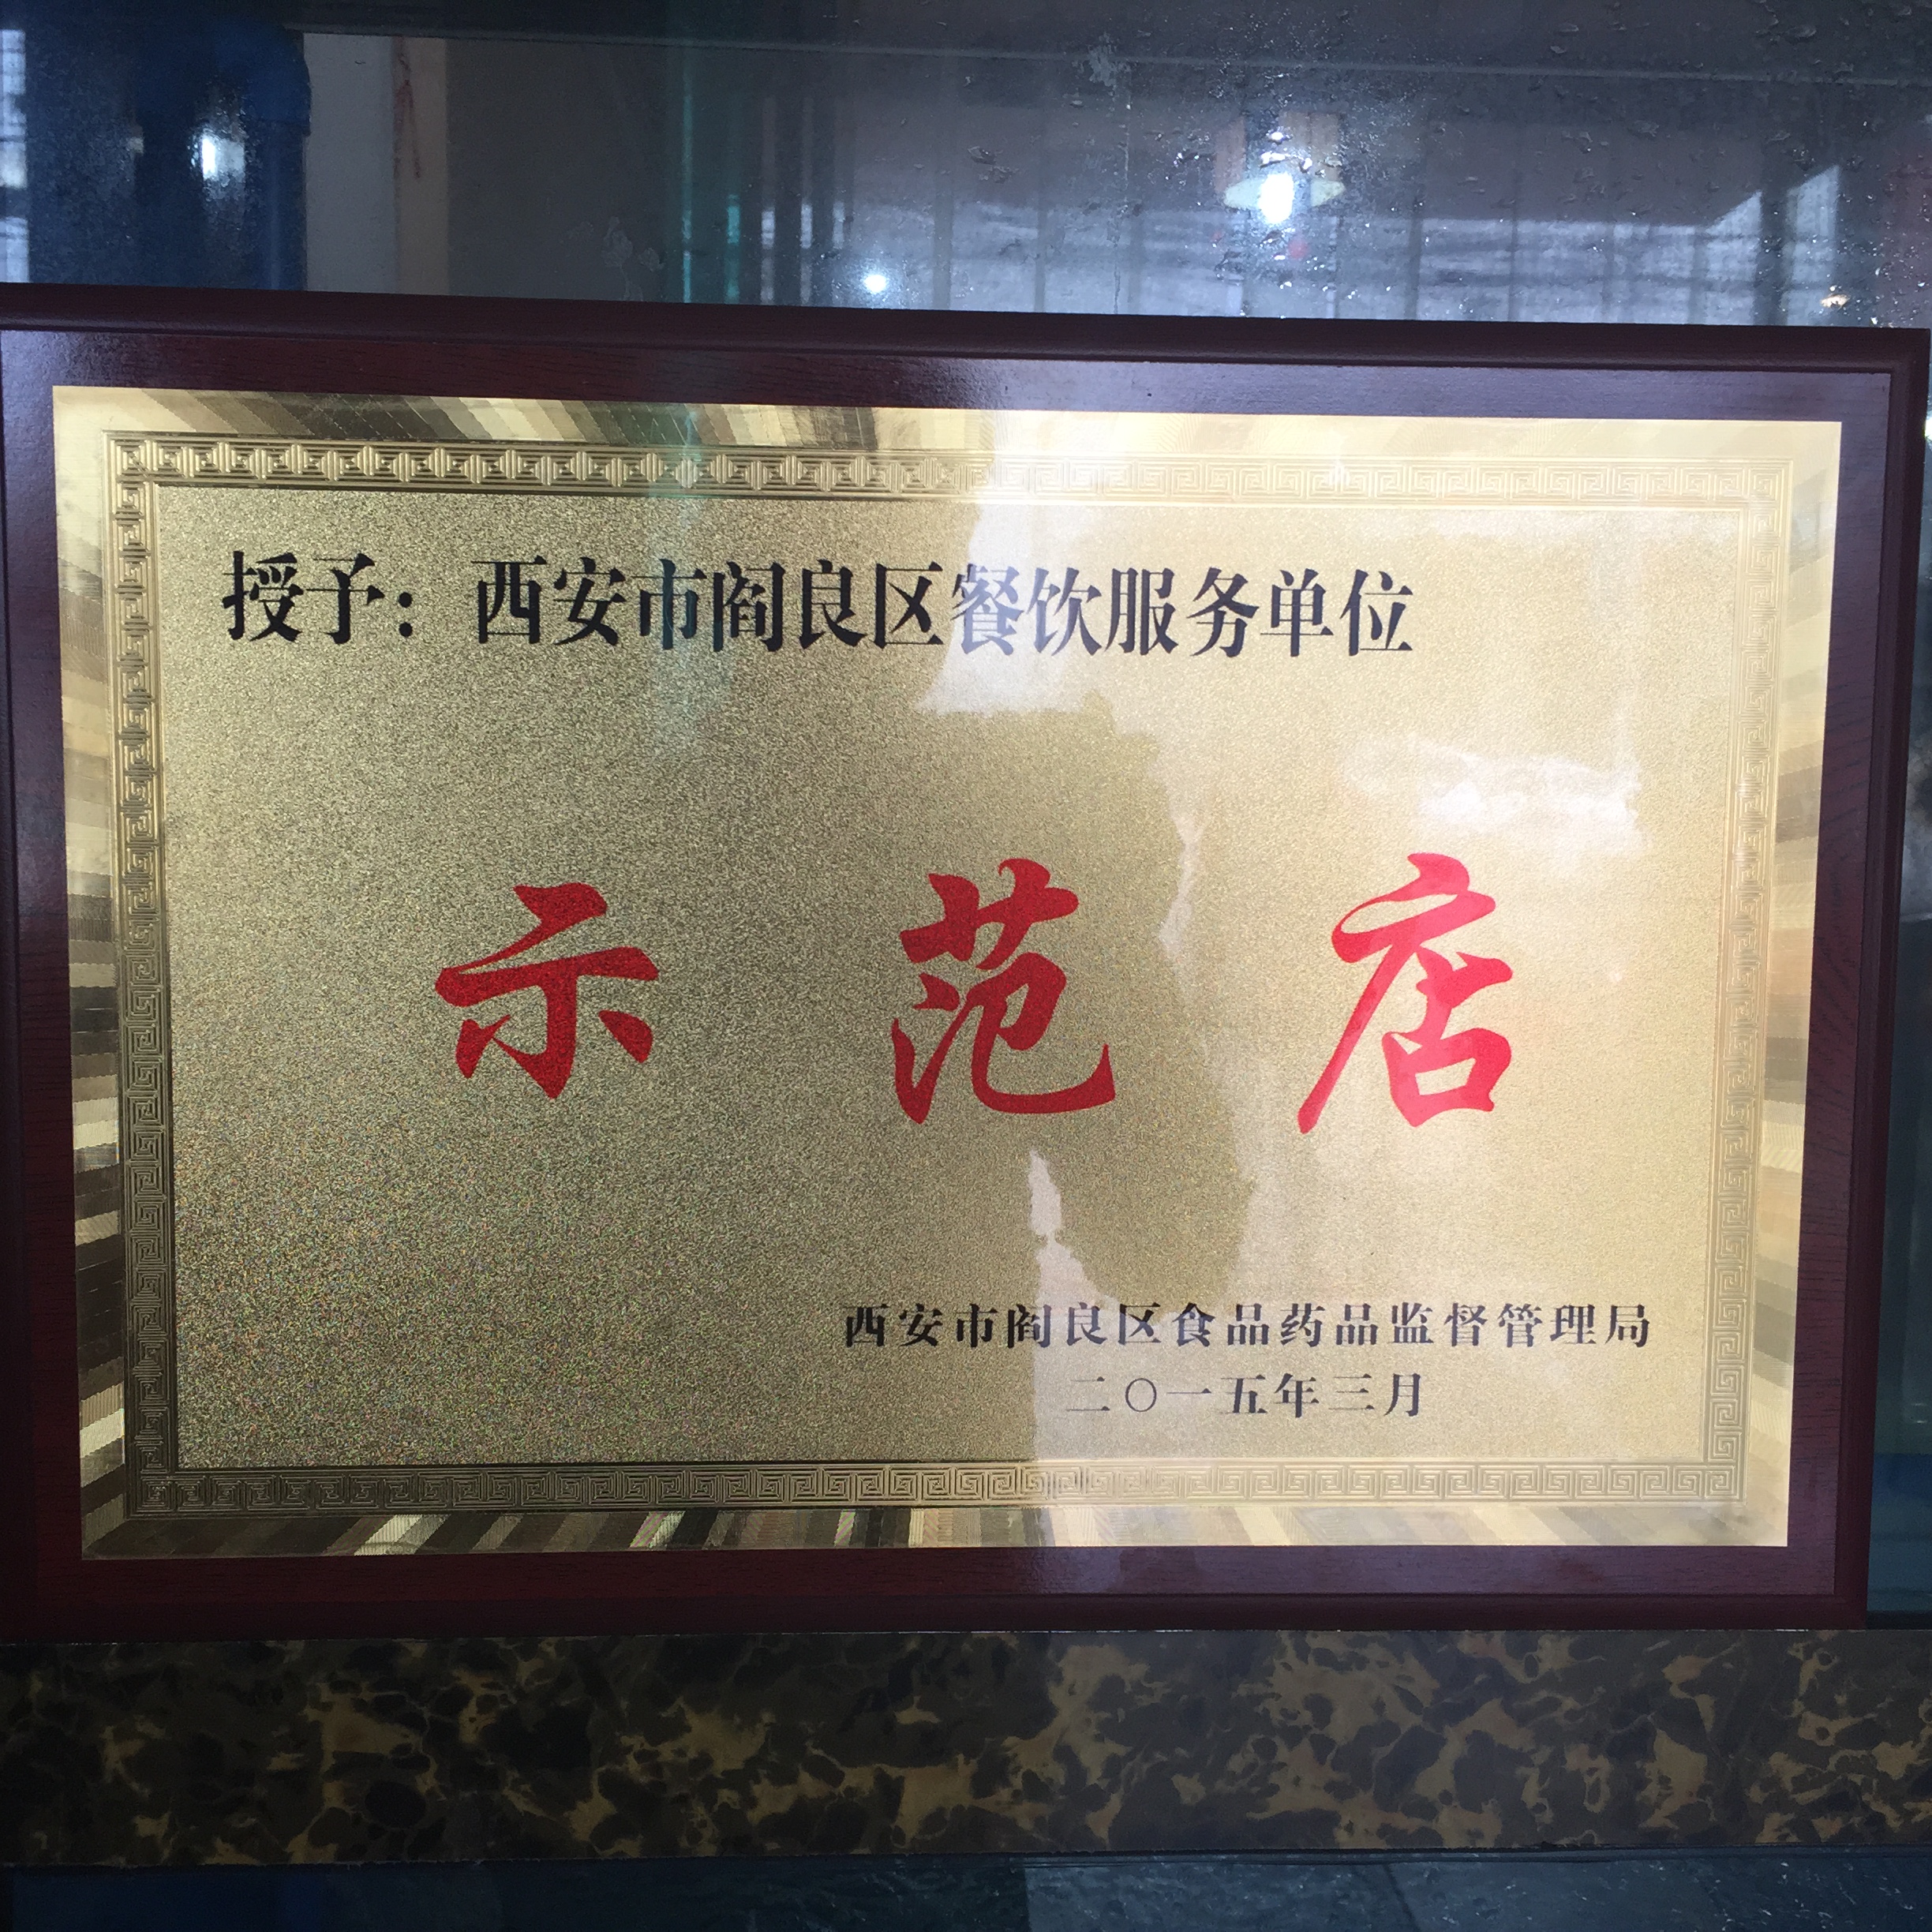 授予：西安市阎良区餐饮服务单位
示范店
西安市阎良区食品药品监督管理局
二〇一五年三月